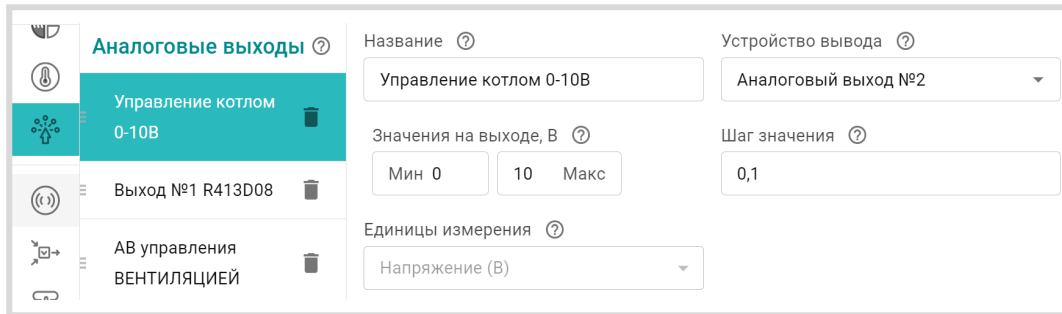 Аналоговые выходы
Управление котлом
0-10В
Выход №1 R413D08
АВ управления
ВЕНТИЛЯЦИЕЙ
Название
Управление котлом 0-10В
Устройство вывода
Аналоговый выход №2
Значения на выходе, В
Мин 0
10 Макс
Шаг значения
0,1
Единицы измерения
Напряжение (В)